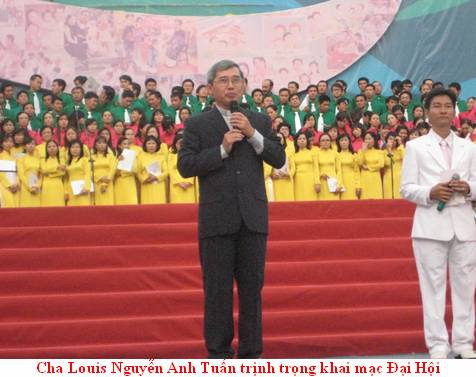 Cha Louis Nguyễn Anh Tuấn trịnh trọng khai mạc Đại Hội